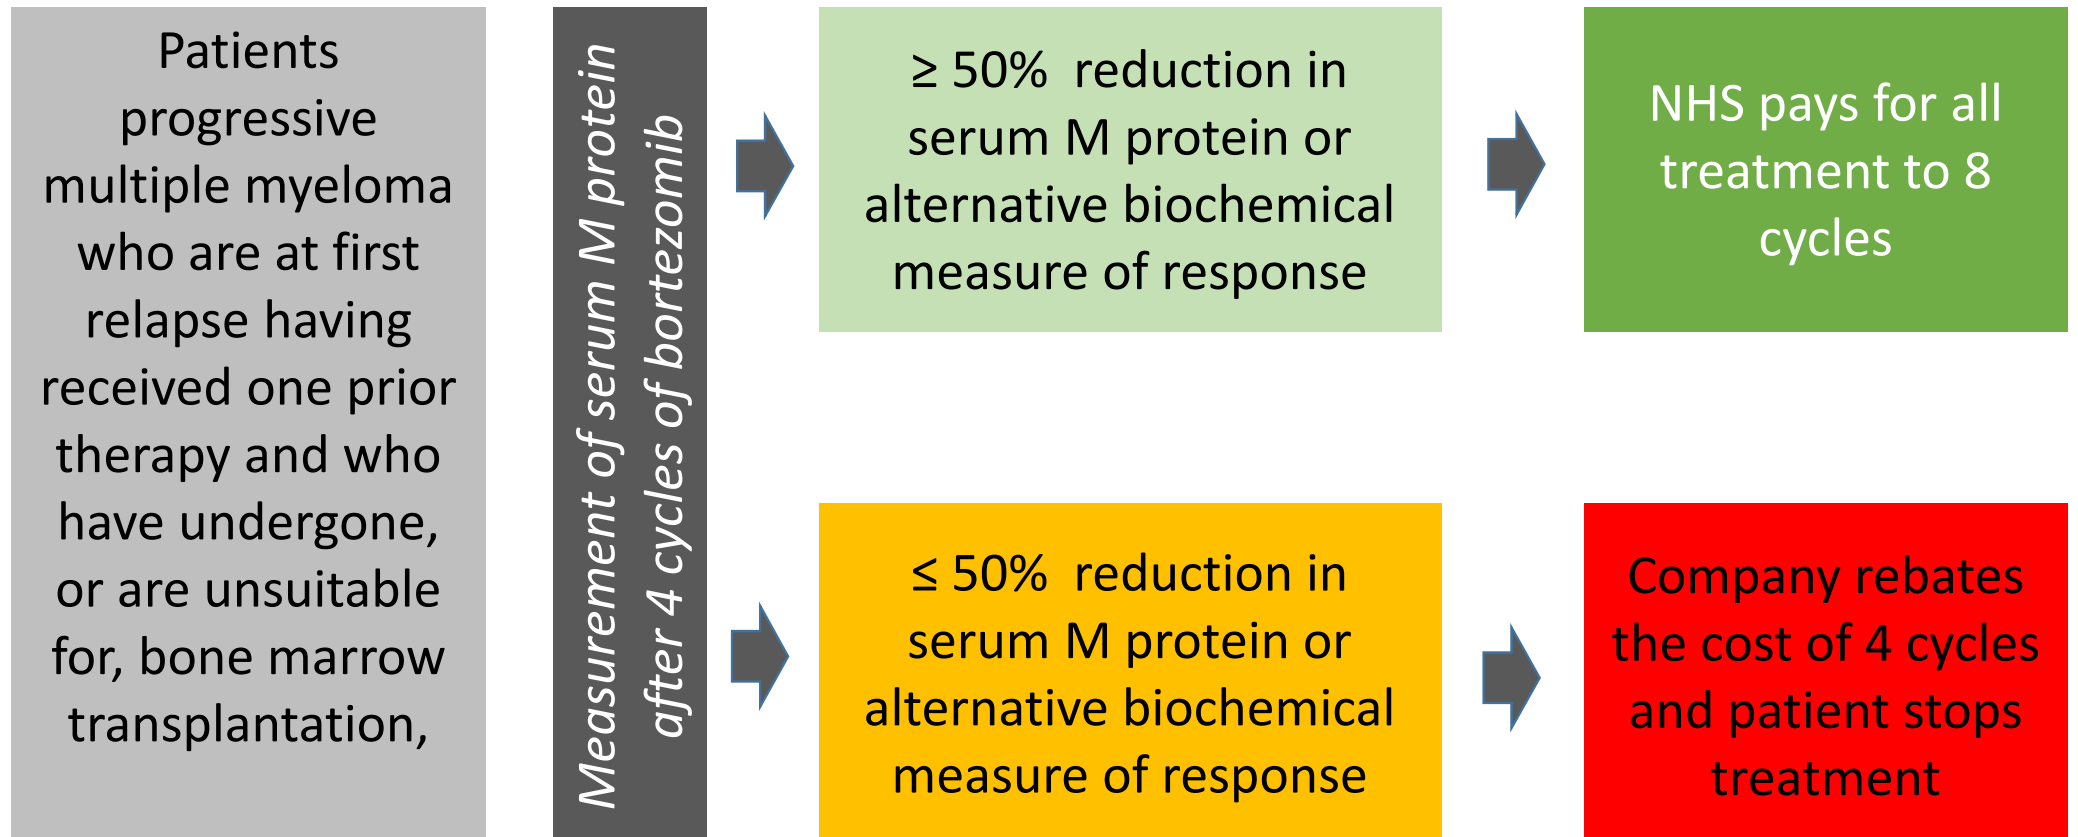 Patients
progressive
multiple myeloma
who are at first
relapse having
received one prior
therapy and who
have undergone,
or are unsuitable
for, bone marrow
transplantation,
Measurement of serum M protein
after 4 cycles of bortezomib
≥ 50%  reduction in
serum M protein or
alternative biochemical
measure of response
NHS pays for all
treatment to 8
cycles
≤ 50%  reduction in
serum M protein or
alternative biochemical
measure of response
Company rebates
the cost of 4 cycles
and patient stops
treatment